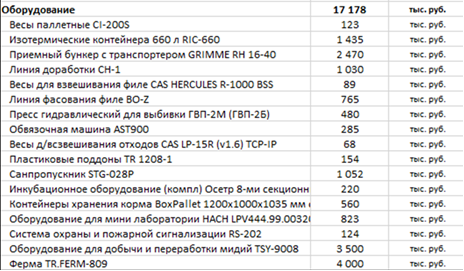 Оборудование 17 178 тыс. руб.
Весы паллетные CI-200S 123 тыс. руб.
Изотермические контейнера 660 л RIC-660 1 435 тыс. руб.
Приемный бункер с транспортером GRIMME RH 16-40 2 470 тыс. руб.
Линия доработки СН-1 1 030 тыс. руб.
Весы для взвешивания филе CAS HERCULES R-1000 BSS 89 тыс. руб.
Линия фасования филе BO-Z 765 тыс. руб.
Пресс гидравлический для выбивки ГВП-2М (ГВП-2Б) 480 тыс. руб.
Обвязочная машина AST900 285 тыс. руб.
Весы д/всзвешивания отходов CAS LP-15R (v1.6) TCP-IP 68 тыс. руб.
Пластиковые поддоны TR 1208-1 154 тыс. руб.
Санпропускник STG-028P 1 052 тыс. руб.
Инкубационное оборудование (компл) Осетр 8-ми секционн 220 тыс. руб.
Контейнеры хранения корма BoxPallet 1200x1000x1035 мм 560 тыс. руб.
Оборудование для мини лаборатории HACH LPV444.99.00320 823 тыс. руб.
Система охраны и пожарной сигнализации RS-202 124 тыс. руб.
Оборудование для добычи и переработки мидий TSY-9008 3 500 тыс. руб.
Ферма TR.FERM-809 4 000 тыс. руб.